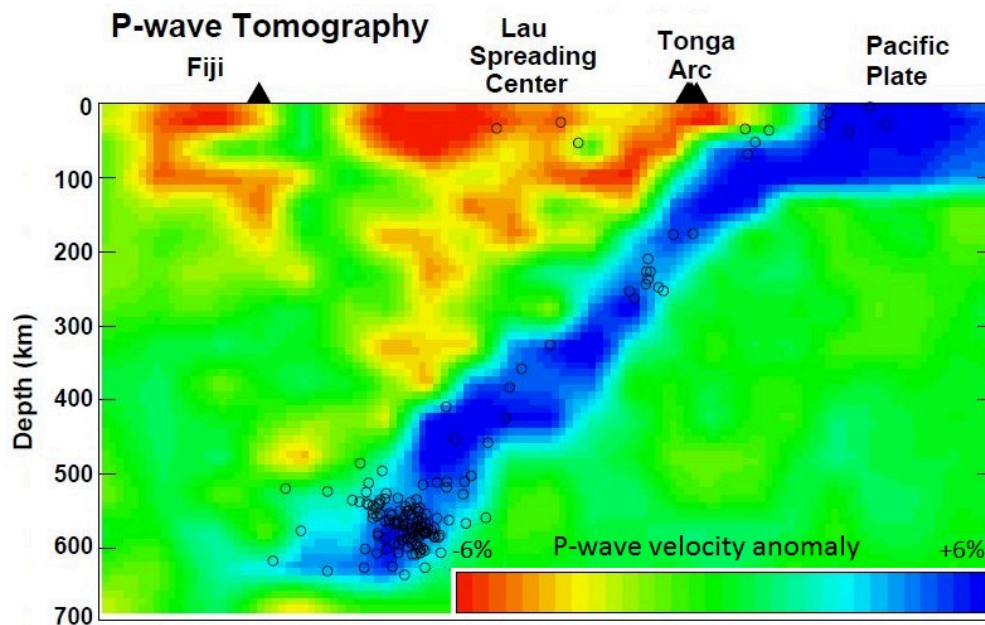 P-wave Tomography
Fiji
Lau
Spreading
Center
Tonga
Arc
Pacific
Plate
0
100
200
300
400
500
600
700
Depth (km)
-6%
P-wave velocity anomaly
+6%